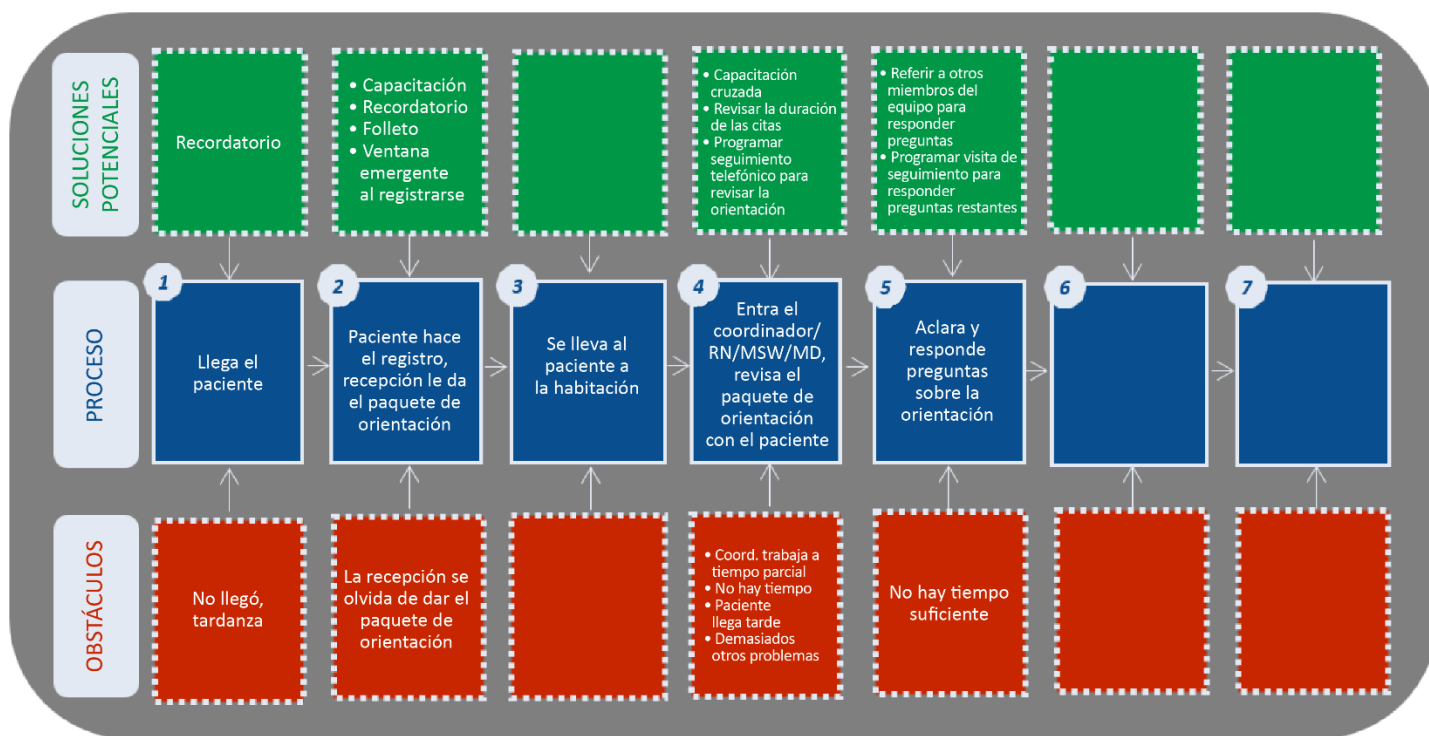 SOLUCIONES
POTENCIALES
Recordatorio
• Capacitación
• Recordatorio
• Folleto
• Ventana
emergente
al registrarse
• Capacitación
cruzada
• Revisar la duración
de las citas
• Programar
seguimiento
telefónico para
revisar la
orientación
• Referir a otros
miembros del
equipo para
responder
preguntas
• Programar visita de
seguimiento para
responder
preguntas restantes
PROCESO
1
Llega el
paciente
2
Paciente hace
el registro,
recepción le da
el paquete de
orientación
3
Se lleva al
paciente a
la habitación
4
Entra el
coordinador/
RN/MSW/MD,
revisa el
paquete de
orientación
con el paciente
5
Aclara y
responde
preguntas
sobre la
orientación
6
7
OBSTÁCULOS
No llegó,
tardanza
La recepción se
olvida de dar el
paquete de
orientación
• Coord. trabaja a
tiempo parcial
• No hay tiempo
• Paciente
llega tarde
• Demasiados
otros problemas
No hay tiempo
suficiente